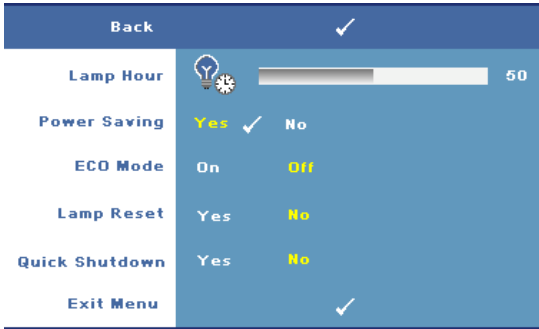 Back
Lamp Hour 50
Power Saving Yes No
ECO Mode On Off
Lamp Reset Yes No
Quick Shutdown Yes No
Exit Menu